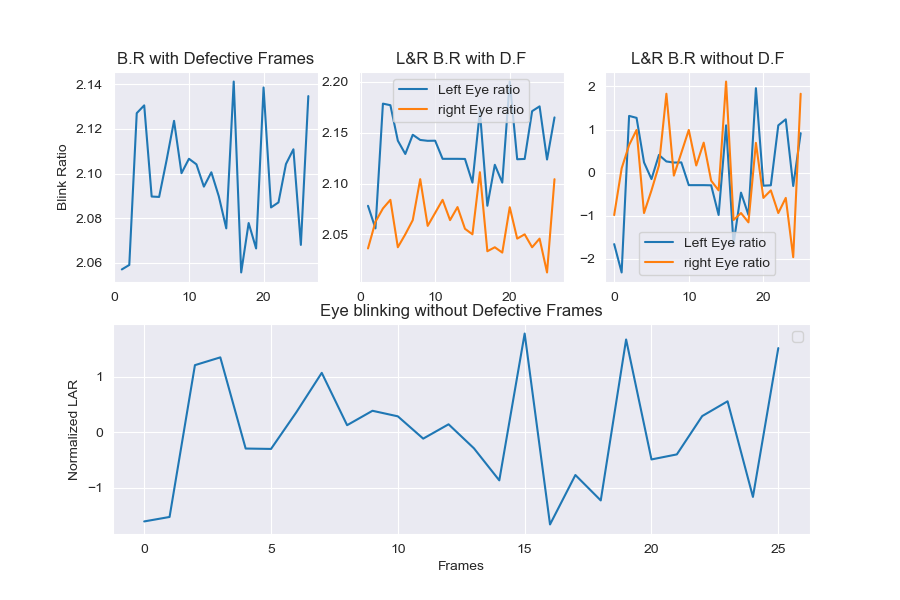 B.R with Defective Frames
L&R B.R with D.F
L&R B.R without D.F
Blink Ratio
2.14
2.12
2.10
2.08
2.06
0
10
20
2.20
2.15
2.10
2.05
0
10
20
Left Eye ratio
right Eye ratio
2
1
0
−1
−2
0
10
20
Left Eye ratio
right Eye ratio
Eye blinking without Defective Frames
Normalized LAR
1
0
−1
0
5
10
15
20
25
Frames